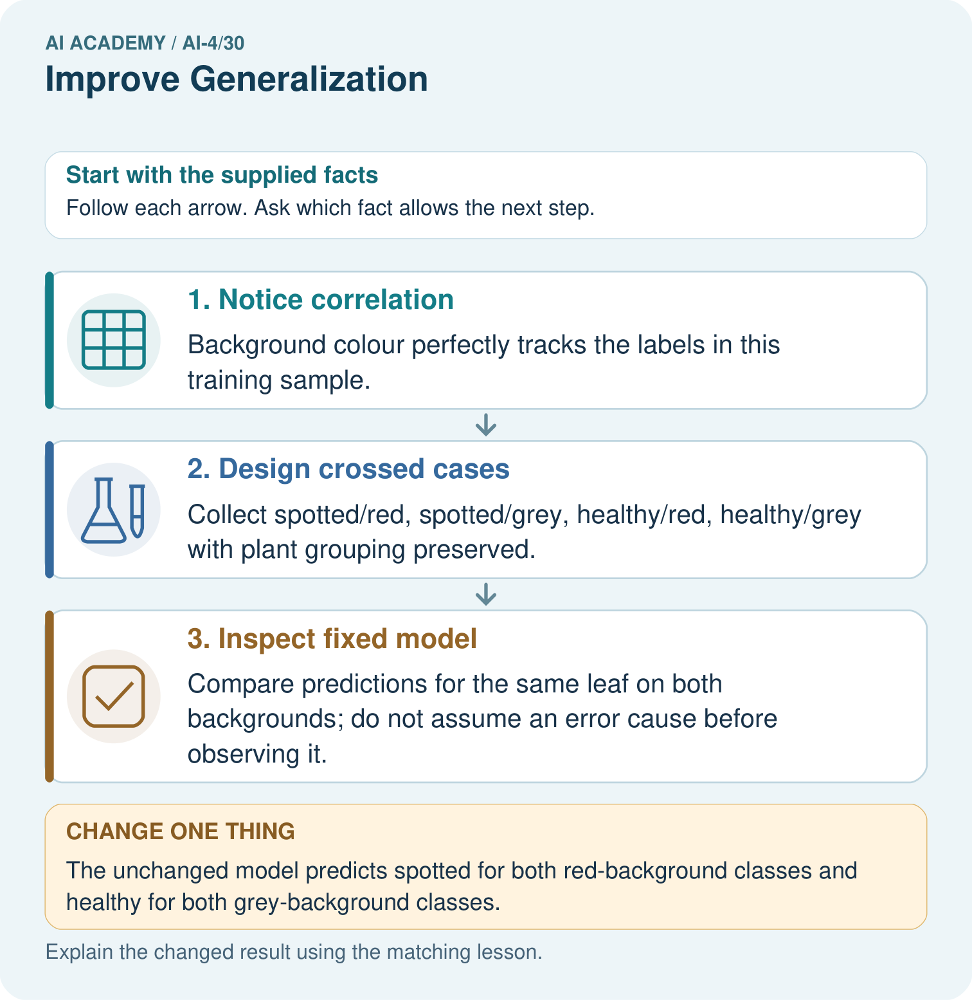 AI ACADEMY / AI-4/30
Improve Generalization
Start with the supplied facts
Follow each arrow. Ask which fact allows the next step.
1. Notice correlation
Background colour perfectly tracks the labels in this
training sample.
2. Design crossed cases
Collect spotted/red, spotted/grey, healthy/red, healthy/grey
with plant grouping preserved.
3. Inspect fixed model
Compare predictions for the same leaf on both
backgrounds; do not assume an error cause before
observing it.
CHANGE ONE THING
The unchanged model predicts spotted for both red-background classes and
healthy for both grey-background classes.
Explain the changed result using the matching lesson.